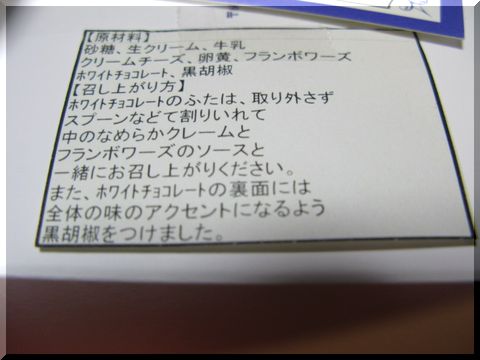 【原材料】
砂糖、生クリーム、牛乳
クリームチーズ、卵黄、フランボワーズ
ﾎﾜｲﾄﾁｮｺﾚｰﾄ、黒胡椒
【召し上がり方】
ﾎﾜｲﾄﾁｮｺﾚｰﾄのふたは、取り外さず
スプーンなどで割りいれて
中のなめらかクレームと
フランボワーズのソースと
一緒にお召し上がりください。
また、ﾎﾜｲﾄﾁｮｺﾚｰﾄの裏面には
全体の味のアクセントになるよう
黒胡椒をつけました。